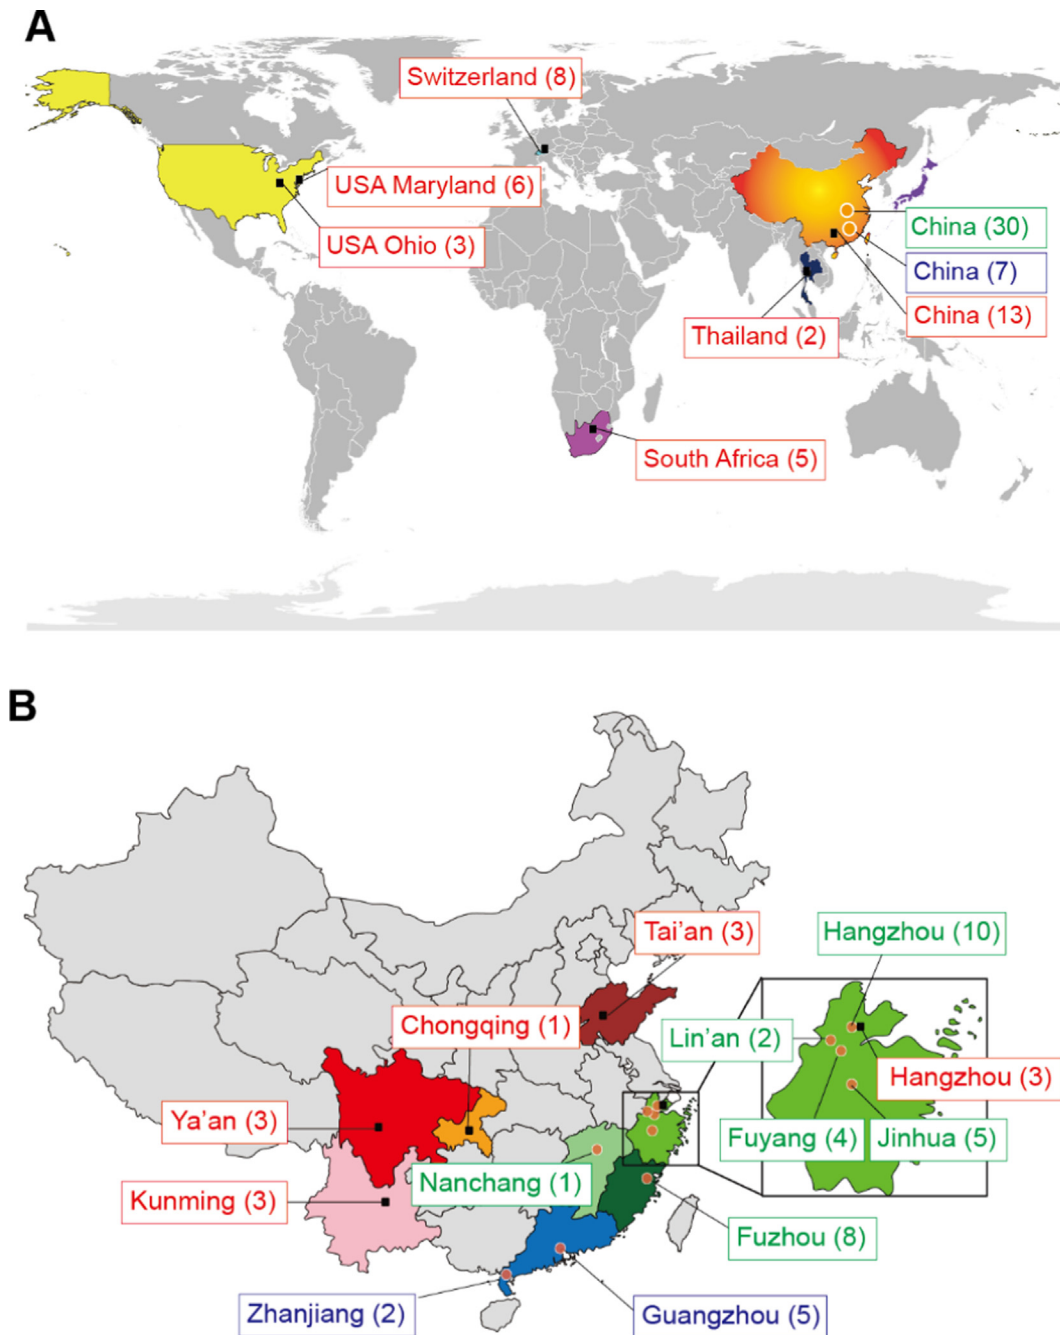 A
Switzerland (8)
USA Maryland (6)
USA Ohio (3)
China (30)
China (7)
China (13)
Thailand (2)
South Africa (5)
B
Tai'an (3)
Hangzhou (10)
Chongqing (1)
Lin'an (2)
Hangzhou (3)
Ya'an (3)
Fuyang (4)
Jinhua (5)
Nanchang (1)
Kunming (3)
Fuzhou (8)
Zhanjiang (2)
Guangzhou (5)